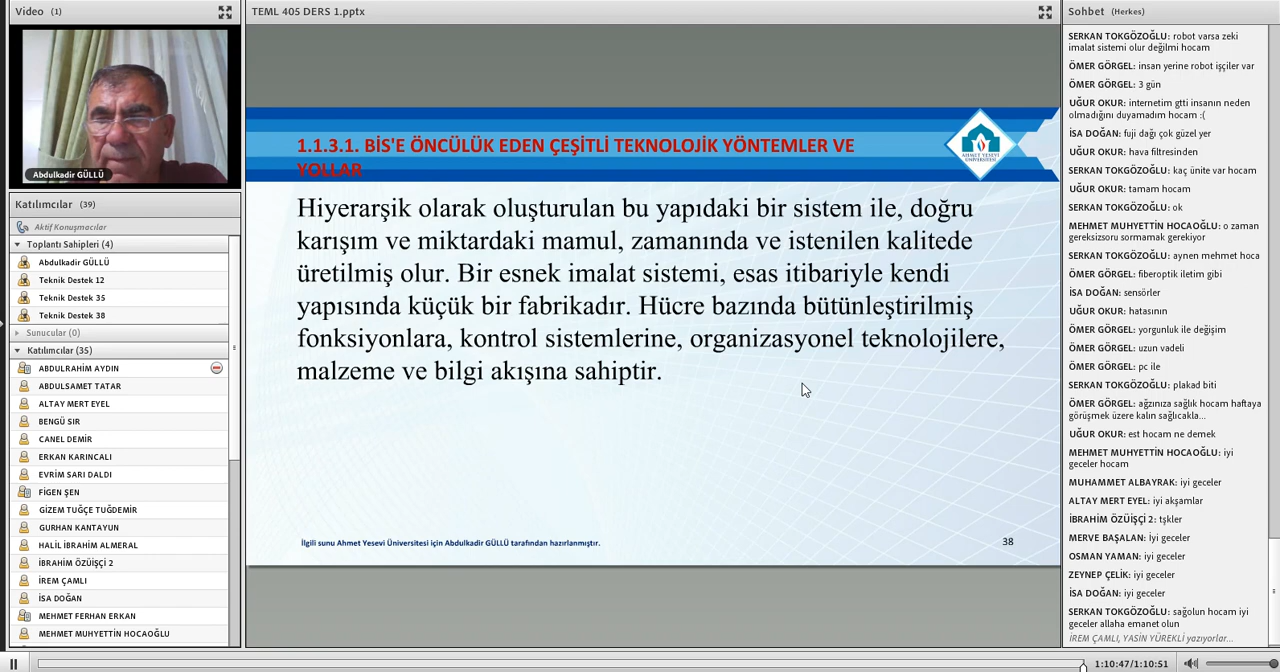 Video (1)
Abdulkadir GÜLLÜ
Katılımcılar (39)
Aktif Konuşmacılar
Toplantı Sahipleri (4)
Abdulkadir GÜLLÜ
Teknik Destek 12
Teknik Destek 35
Teknik Destek 38
Sunucular (0)
Katılımcılar (35)
ABDULRAHİM AYDIN
ABDULSAMET TATAR
ALTAY MERT EYEL
BENGÜ SIR
CANEL DEMİR
ERKAN KARINCALI
EVRİM SARI DALDI
FİGEN ŞEN
GİZEM TUĞÇE TUĞDEMİR
GURHAN KANTAYUN
HALİL İBRAHİM ALMERAL
İBRAHİM ÖZÜİŞÇİ 2
İREM ÇAMLI
İSA DOĞAN
MEHMET FERHAN ERKAN
MEHMET MUHYETTİN HOCAOĞLU
TEML 405 DERS 1.pptx
1.1.3.1. BİS'E ÖNCÜLÜK EDEN ÇEŞİTLİ TEKNOLOJİK YÖNTEMLER VE
YOLLAR
AHMET YESEVİ
ÜNİVERSİTESİ
Hiyerarşik olarak oluşturulan bu yapıdaki bir sistem ile, doğru
karışım ve miktardaki mamul, zamanında ve istenilen kalitede
üretilmiş olur. Bir esnek imalat sistemi, esas itibariyle kendi
yapısında küçük bir fabrikadır. Hücre bazında bütünleştirilmiş
fonksiyonlara, kontrol sistemlerine, organizasyonel teknolojilere,
malzeme ve bilgi akışına sahiptir.
İlgili sunu Ahmet Yesevi Üniversitesi için Abdulkadir GÜLLÜ tarafından hazırlanmıştır.
38
Sohbet (Herkes)
SERKAN TOKGÖZOĞLU: robot varsa zeki
imalat sistemi olur değilmi hocam
ÖMER GÖRGEL: insan yerine robot işçiler var
ÖMER GÖRGEL: 3 gün
UĞUR OKUR: internetim gtti insanın neden
olmadığını duyamadım hocam :(
İSA DOĞAN: fuji dağı çok güzel yer
UĞUR OKUR: hava filtresinden
SERKAN TOKGÖZOĞLU: kaç ünite var hocam
UĞUR OKUR: tamam hocam
SERKAN TOKGÖZOĞLU: ok
MEHMET MUHYETTİN HOCAOĞLU: o zaman
gereksizsoru sormamak gerekiyor
SERKAN TOKGÖZOĞLU: aynen mehmet hoca
ÖMER GÖRGEL: fiberoptik iletim gibi
İSA DOĞAN: sensörler
UĞUR OKUR: hatasının
ÖMER GÖRGEL: yorgunluk ile değişim
ÖMER GÖRGEL: uzun vadeli
ÖMER GÖRGEL: pc ile
SERKAN TOKGÖZOĞLU: plakad biti
ÖMER GÖRGEL: ağzınıza sağlık hocam haftaya
görüşmek üzere kalın sağlıcakla...
UĞUR OKUR: est hocam ne demek
MEHMET MUHYETTİN HOCAOĞLU: iyi
geceler hocam
MUHAMMET ALBAYRAK: iyi geceler
ALTAY MERT EYEL: iyi akşamlar
İBRAHİM ÖZÜİŞÇİ 2: tşkler
MERVE BAŞALAN: İyi geceler
OSMAN YAMAN: iyi geceler
ZEYNEP ÇELİK: iyi geceler
İSA DOĞAN: iyi geceler
SERKAN TOKGÖZOĞLU: sağolun hocam iyi
geceler allaha emanet olun
İREM ÇAMLI, YASİN YÜREKLİ yazıyorlar...
1:10:47/1:10:51